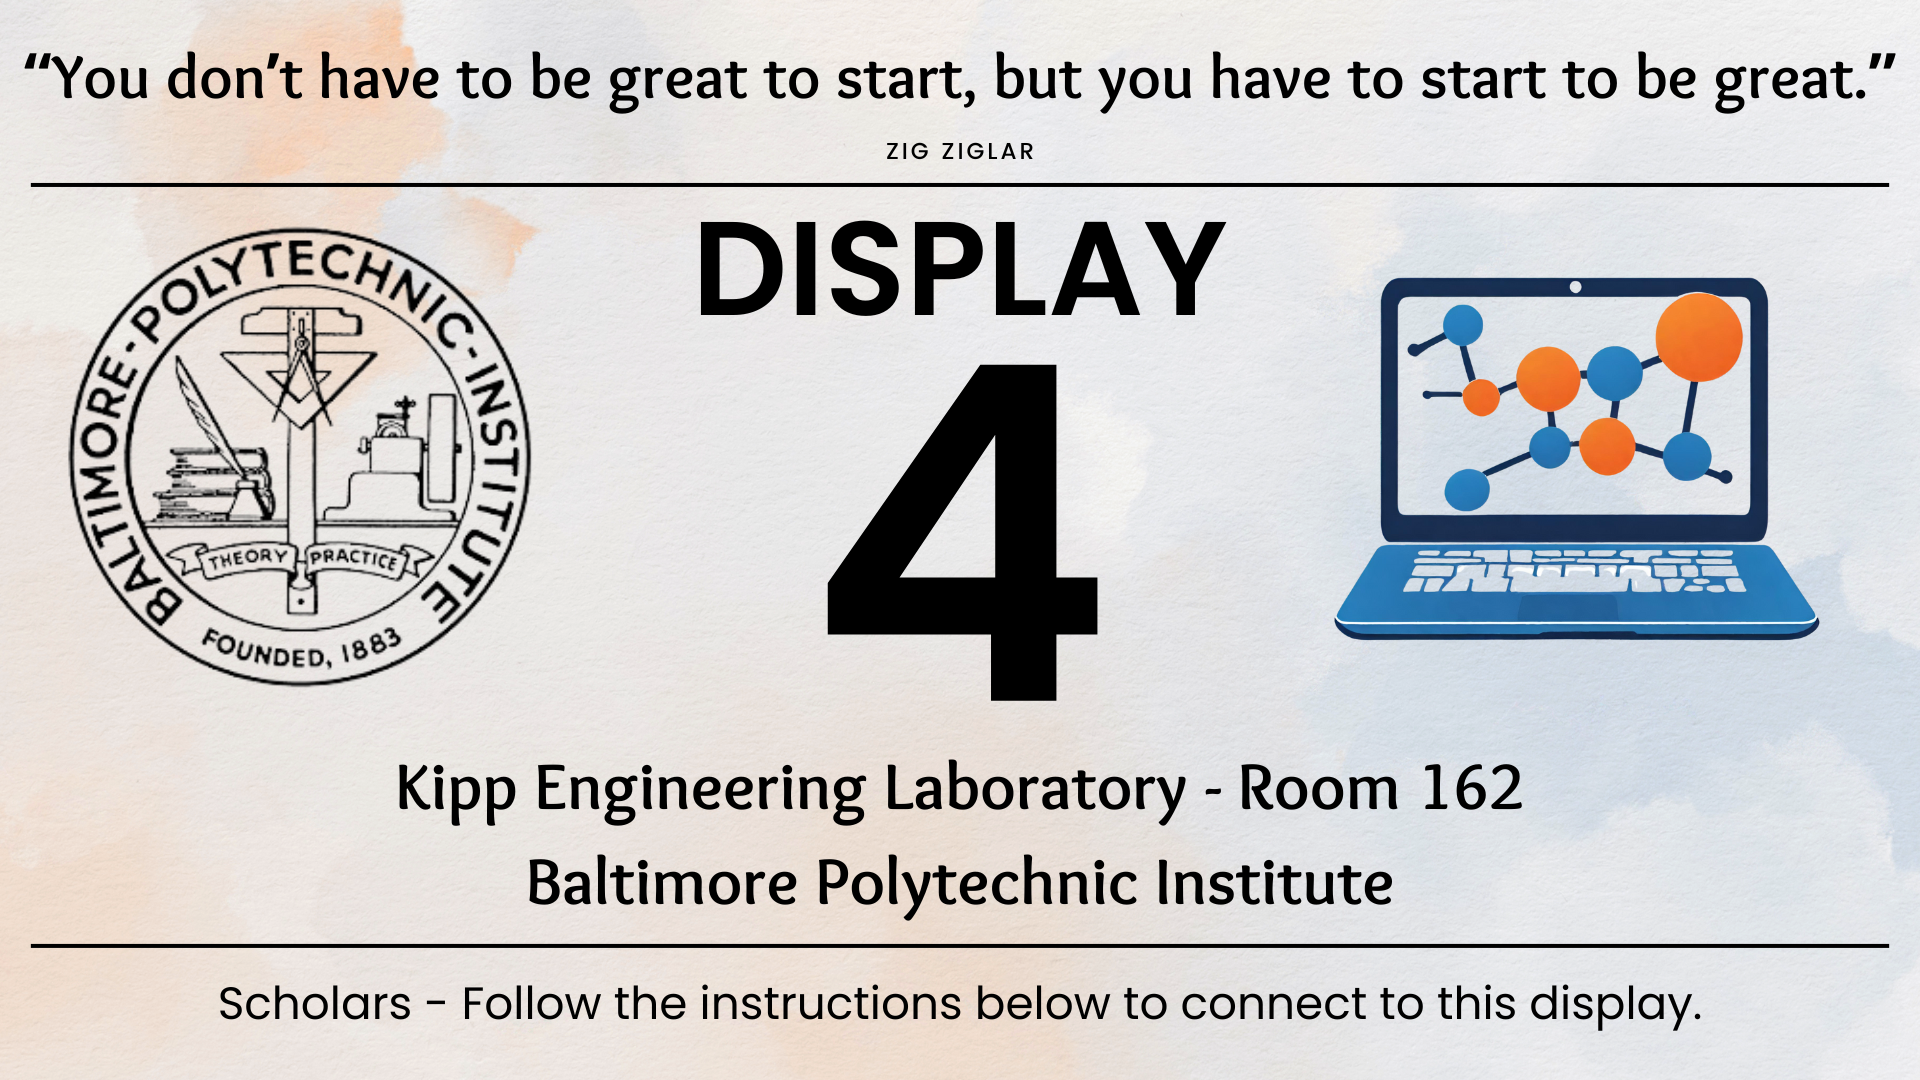 “You don’t have to be great to start, but you have to start to be great.”
ZIG ZIGLAR
BALTIMORE·POLYTECHNIC·INSTITUTE
THEORY PRACTICE
FOUNDED, 1883
DISPLAY
4
Kipp Engineering Laboratory - Room 162
Baltimore Polytechnic Institute
Scholars - Follow the instructions below to connect to this display.